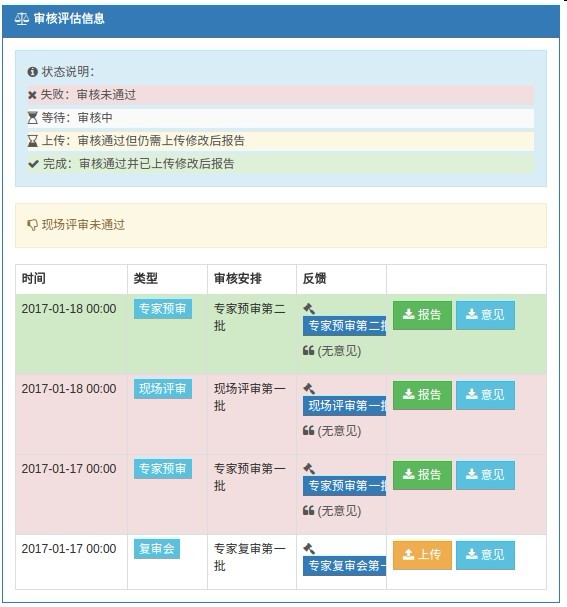 审核评估信息
状态说明：
失败：审核未通过
等待：审核中
上传：审核通过但仍需上传修改后报告
完成：审核通过并已上传修改后报告
现场评审未通过
时间 类型 审核安排 反馈
2017-01-18 00:00 专家预审 专家预审第二 报告 意见
批 专家预审第二批
(无意见)
2017-01-18 00:00 现场评审 现场评审第一 报告 意见
批 现场评审第一批
(无意见)
2017-01-17 00:00 专家预审 专家预审第一 报告 意见
批 专家预审第一批
(无意见)
2017-01-17 00:00 复审会 专家复审第一 上传 意见
批 专家复审会第一